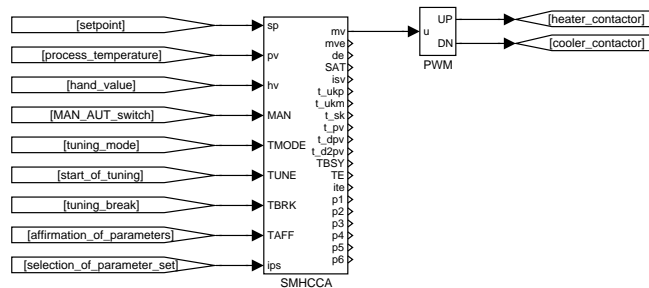 [setpoint]
[process_temperature]
[hand_value]
[MAN_AUT_switch]
[tuning_mode]
[start_of_tuning]
[tuning_break]
[affirmation_of_parameters]
[selection_of_parameter_set]
sp
pv
hv
MAN
TMODE
TUNE
TBRK
TAFF
ips
mv
mve
de
SAT
isv
t_ukp
t_ukm
t_sk
t_pv
t_dpv
t_d2pv
TBSY
TE
ite
p1
p2
p3
p4
p5
p6
SMHCCA
u
UP
DN
PWM
[heater_contactor]
[cooler_contactor]